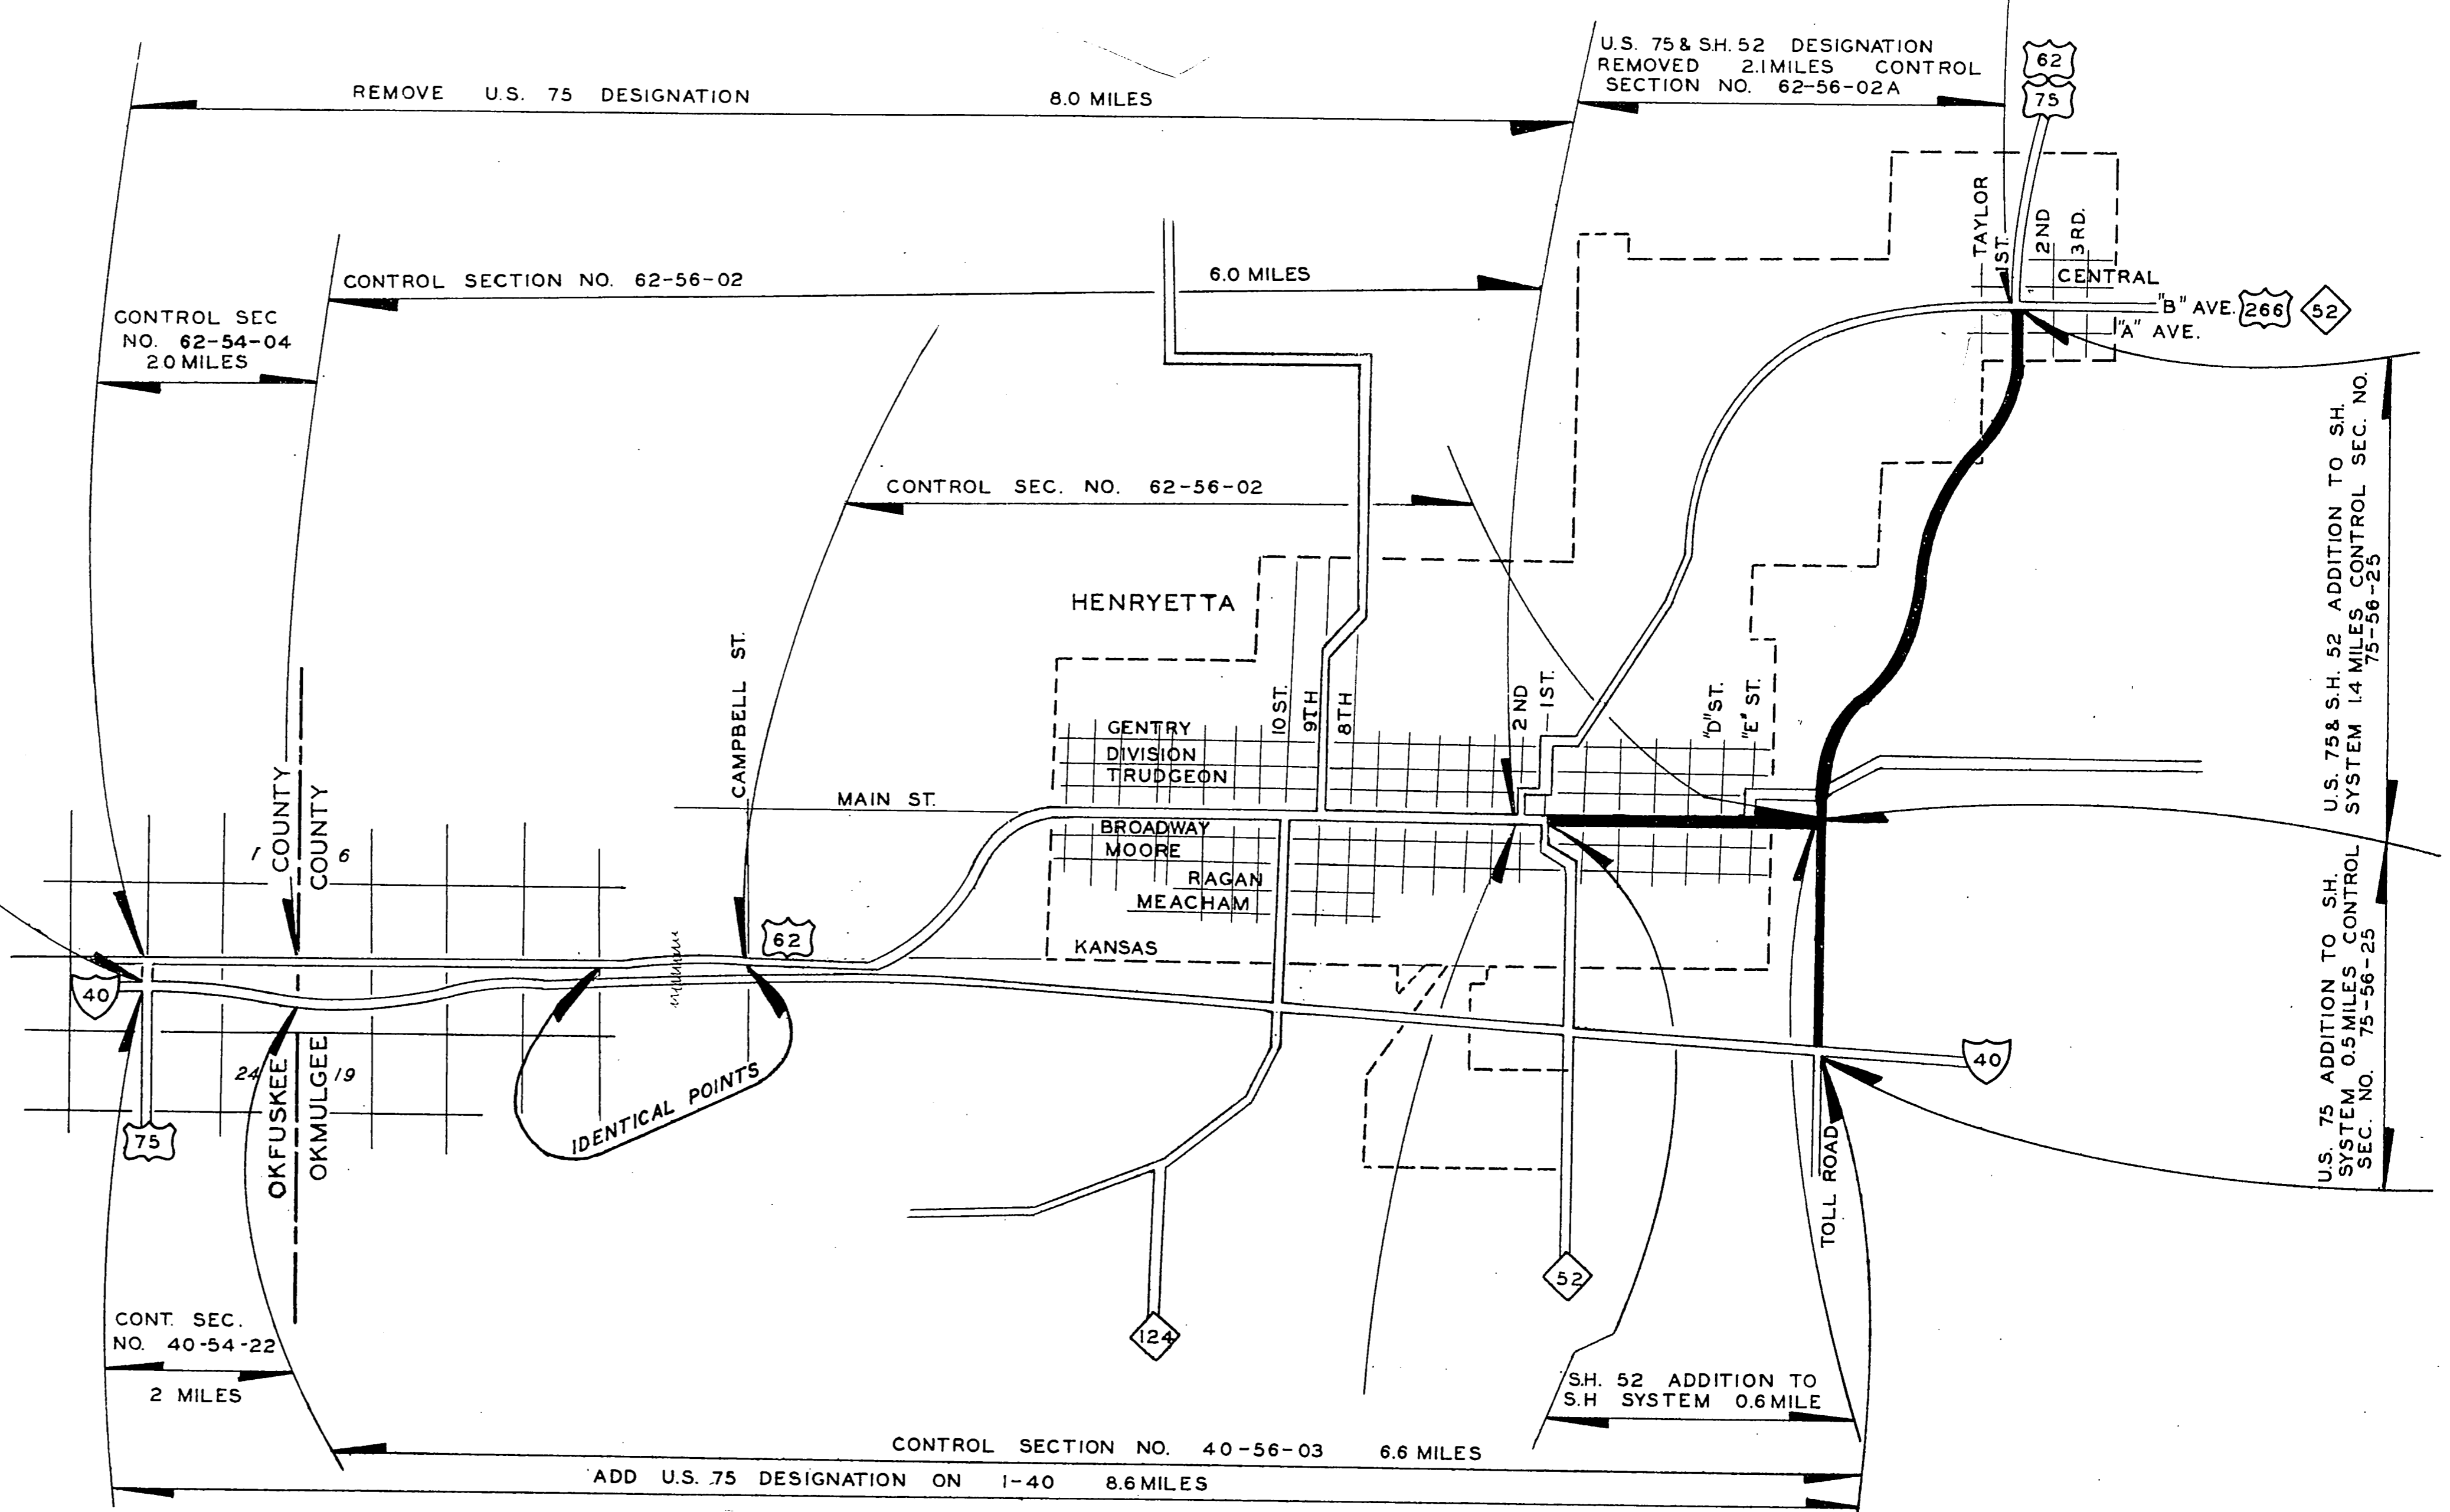 REMOVE U.S. 75 DESIGNATION 8.0 MILES
U.S. 75 & S.H. 52 DESIGNATION
REMOVED 2.1 MILES CONTROL
SECTION NO. 62-56-02A
62
75
CONTROL SECTION NO. 62-56-02 6.0 MILES
CONTROL SEC
NO. 62-54-04
2.0 MILES
TAYLOR
1ST.
2ND
3RD.
CENTRAL
"B" AVE.
266
52
"A" AVE.
CONTROL SEC. NO. 62-56-02
HENRYETTA
CAMPBELL ST.
10 ST.
9TH
8TH
2ND
1ST.
"D" ST.
"E" ST.
GENTRY
DIVISION
TRUDGEON
MAIN ST.
BROADWAY
MOORE
RAGAN
MEACHAM
KANSAS
COUNTY
COUNTY
1
6
62
40
75
24
19
OKFUSKEE
OKMULGEE
IDENTICAL POINTS
40
TOLL ROAD
52
124
U.S. 75 & S.H. 52 ADDITION TO S.H.
SYSTEM 1.4 MILES CONTROL SEC. NO.
75-56-25
U.S. 75 ADDITION TO S.H.
SYSTEM 0.5 MILES CONTROL
SEC. NO. 75-56-25
CONT. SEC.
NO. 40-54-22
2 MILES
S.H. 52 ADDITION TO
S.H SYSTEM 0.6 MILE
CONTROL SECTION NO. 40-56-03 6.6 MILES
ADD U.S. 75 DESIGNATION ON I-40 8.6 MILES